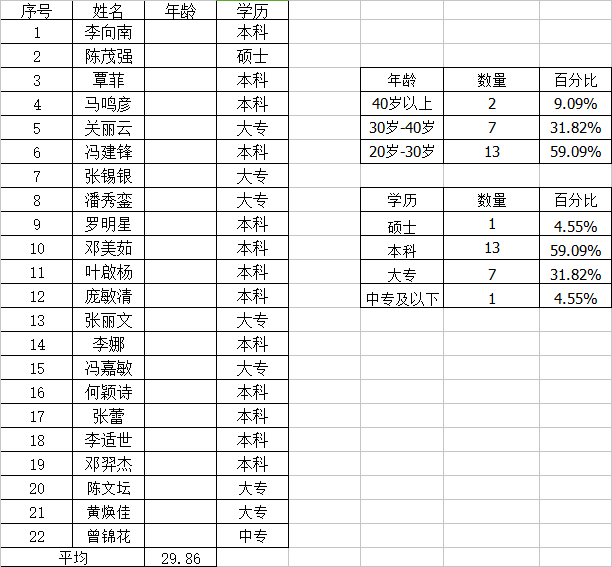 序号 姓名 年龄 学历
1 李向南 本科
2 陈茂强 硕士
3 覃菲 本科 年龄 数量 百分比
4 马鸣彦 本科 40岁以上 2 9.09%
5 关丽云 大专 30岁-40岁 7 31.82%
6 冯建锋 本科 20岁-30岁 13 59.09%
7 张锡银 大专
8 潘秀銮 大专 学历 数量 百分比
9 罗明星 本科 硕士 1 4.55%
10 邓美茹 本科 本科 13 59.09%
11 叶啟杨 本科 大专 7 31.82%
12 庞敏清 本科 中专及以下 1 4.55%
13 张丽文 大专
14 李娜 本科
15 冯嘉敏 大专
16 何颖诗 本科
17 张蕾 本科
18 李适世 本科
19 邓羿杰 本科
20 陈文坛 大专
21 黄焕佳 大专
22 曾锦花 中专
平均 29.86